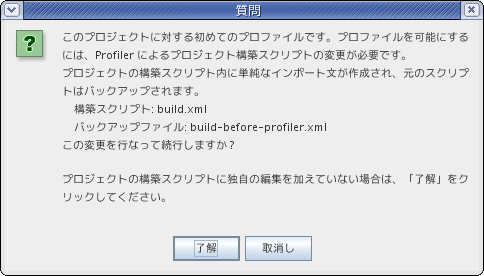 質問
このプロジェクトに対する初めてのプロファイルです。プロファイルを可能にする
には、Profiler によるプロジェクト構築スクリプトの変更が必要です。
プロジェクトの構築スクリプト内に単純なインポート文が作成され、元のスクリプ
トはバックアップされます。
構築スクリプト: build.xml
バックアップファイル: build-before-profiler.xml
この変更を行なって続行しますか?
プロジェクトの構築スクリプトに独自の編集を加えていない場合は、「了解」をク
リックしてください。
了解 取消し